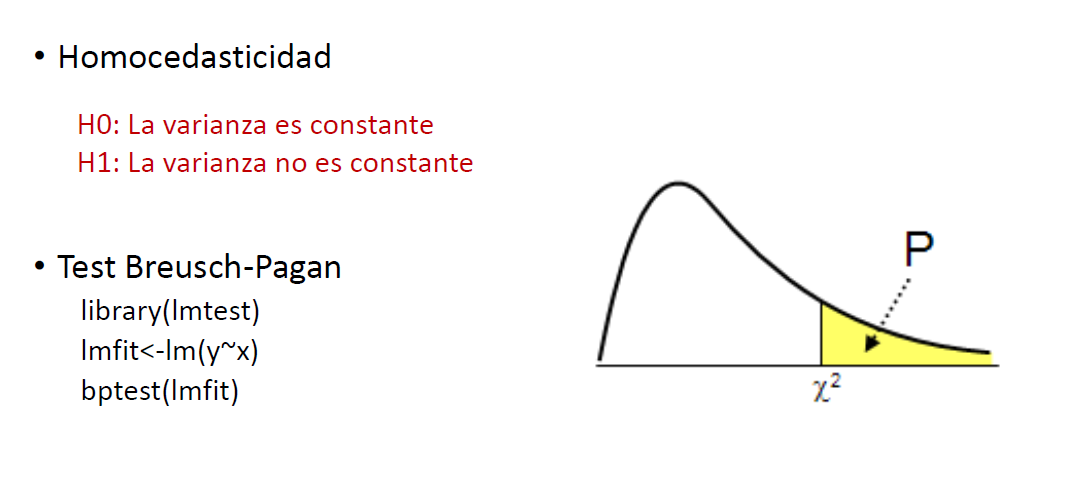 • Homocedasticidad
H0: La varianza es constante
H1: La varianza no es constante
• Test Breusch-Pagan
library(lmtest)
lmfit<-lm(y~x)
bptest(lmfit)
P
χ²